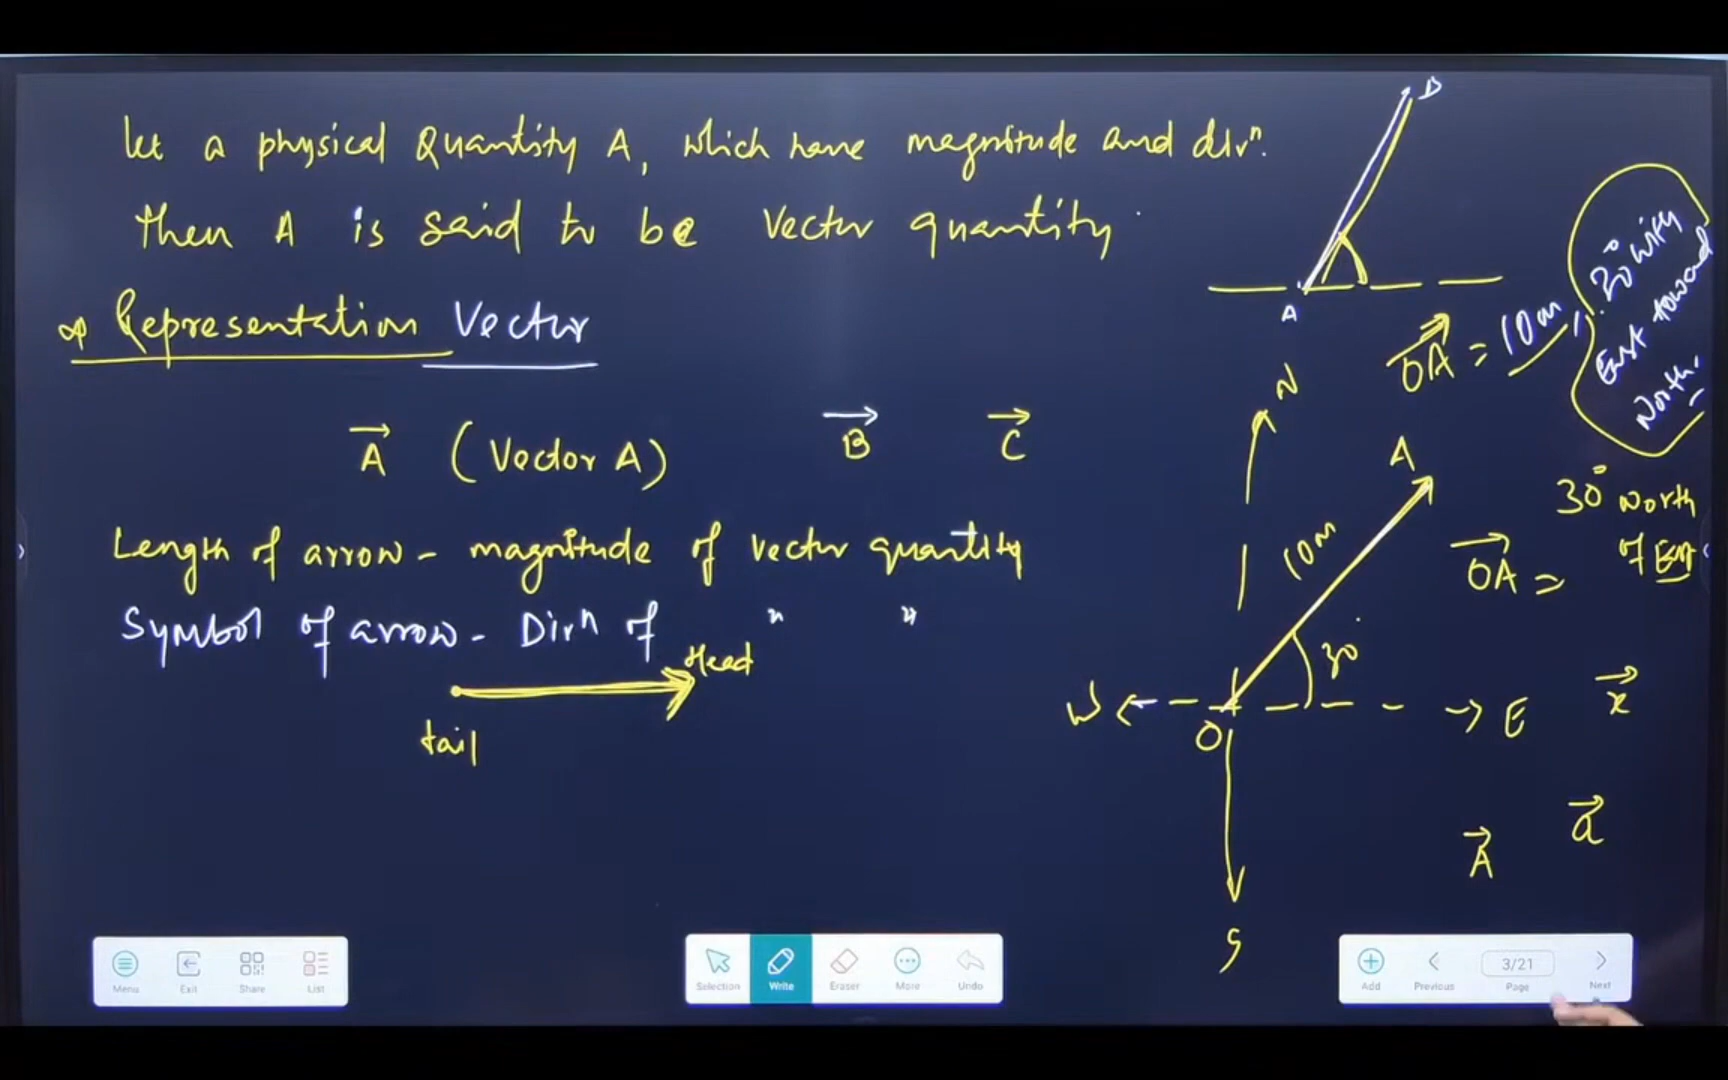 let a physical Quantity A, which have magnitude and dirⁿ.
then A is said to be Vector quantity
Representation Vector
A⃗ (Vector A) B⃗ C⃗
Length of arrow - magnitude of vector quantity
Symbol of arrow - Dirⁿ of " "
Head
tail
B
A
OA⃗ = 10m,
30° with
East toward
North.
N
A
10m
30° North
of East
OA⃗ =
30°
W
O
E
x⃗
a⃗
A⃗
S
Menu Exit Share List
Selection Write Eraser More Undo
Add Previous 3/21 Page Next